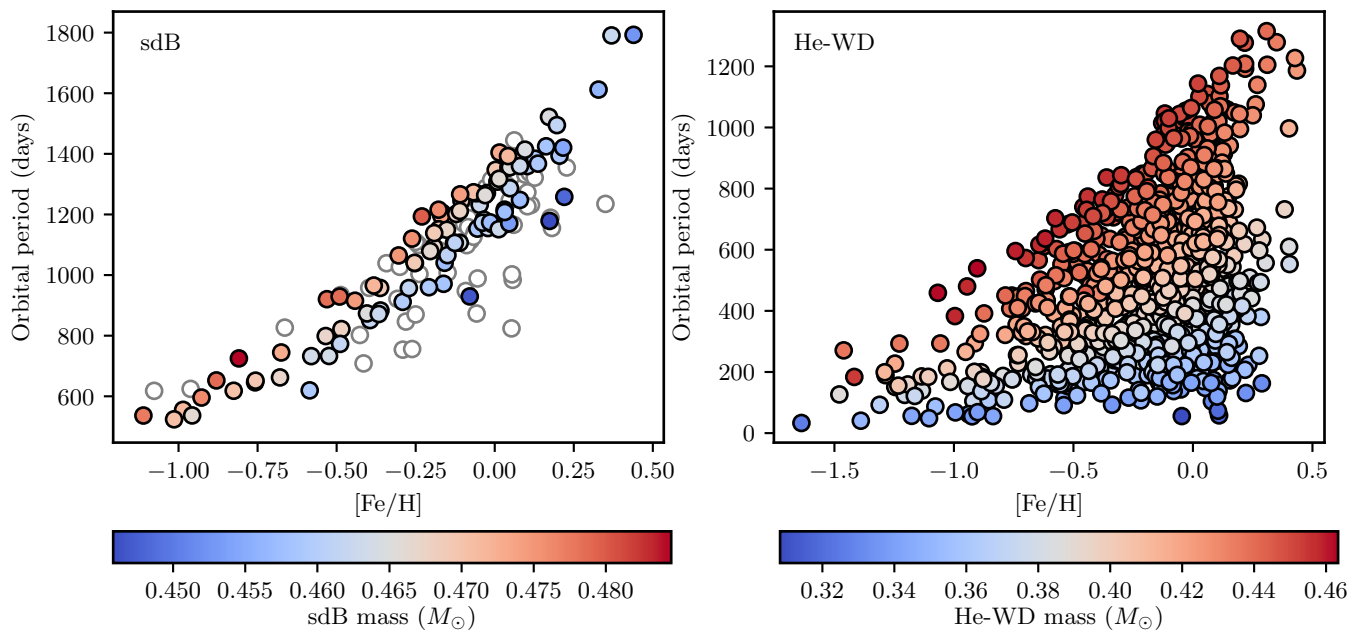 sdB
1800
1600
1400
1200
1000
800
600
Orbital period (days)
−1.00 −0.75 −0.50 −0.25 0.00 0.25 0.50
[Fe/H]
0.450 0.455 0.460 0.465 0.470 0.475 0.480
sdB mass (M⊙)
He-WD
1200
1000
800
600
400
200
0
Orbital period (days)
−1.5 −1.0 −0.5 0.0 0.5
[Fe/H]
0.32 0.34 0.36 0.38 0.40 0.42 0.44 0.46
He-WD mass (M⊙)